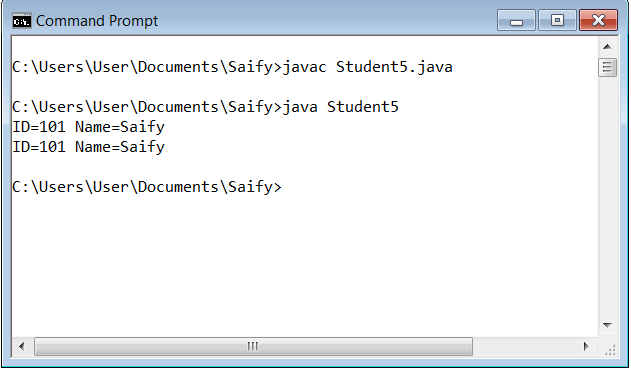 Command Prompt
C:\Users\User\Documents\Saify>javac Student5.java
C:\Users\User\Documents\Saify>java Student5
ID=101 Name=Saify
ID=101 Name=Saify
C:\Users\User\Documents\Saify>